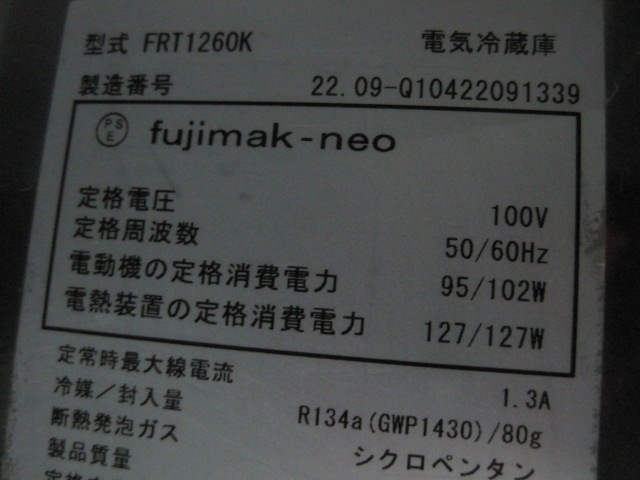 型式 FRT1260K 電気冷蔵庫
製造番号 22.09-Q10422091339
PSE fujimak-neo
定格電圧 100V
定格周波数 50/60Hz
電動機の定格消費電力 95/102W
電熱装置の定格消費電力 127/127W
定常時最大線電流 1.3A
冷媒／封入量 R134a(GWP1430)/80g
断熱発泡ガス シクロペンタン
製品質量